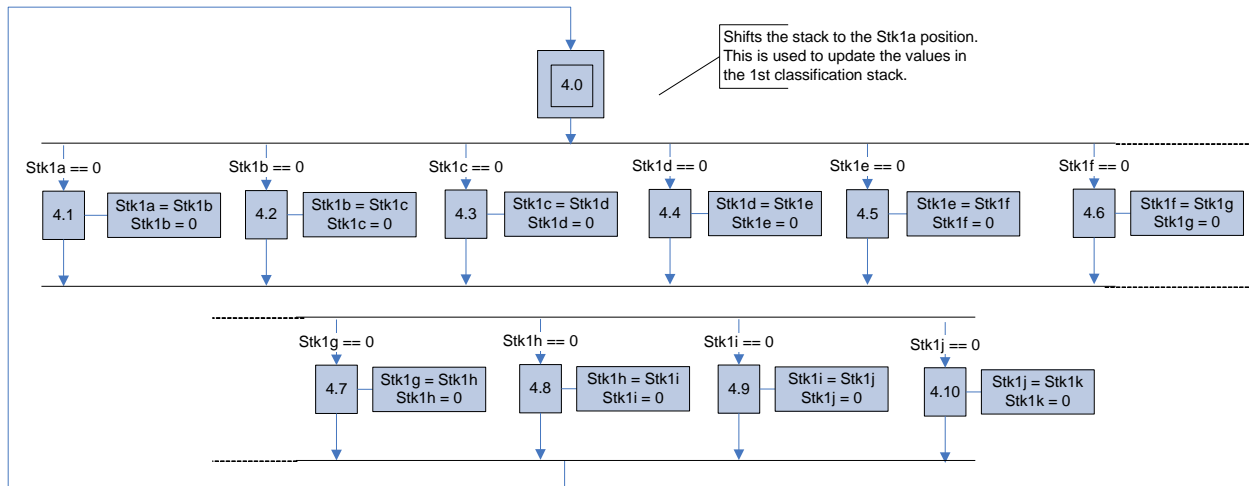 Shifts the stack to the Stk1a position.
This is used to update the values in
the 1st classification stack.
4.0
Stk1a == 0
Stk1b == 0
Stk1c == 0
Stk1d == 0
Stk1e == 0
Stk1f == 0
4.1
Stk1a = Stk1b
Stk1b = 0
4.2
Stk1b = Stk1c
Stk1c = 0
4.3
Stk1c = Stk1d
Stk1d = 0
4.4
Stk1d = Stk1e
Stk1e = 0
4.5
Stk1e = Stk1f
Stk1f = 0
4.6
Stk1f = Stk1g
Stk1g = 0
Stk1g == 0
Stk1h == 0
Stk1i == 0
Stk1j == 0
4.7
Stk1g = Stk1h
Stk1h = 0
4.8
Stk1h = Stk1i
Stk1i = 0
4.9
Stk1i = Stk1j
Stk1j = 0
4.10
Stk1j = Stk1k
Stk1k = 0